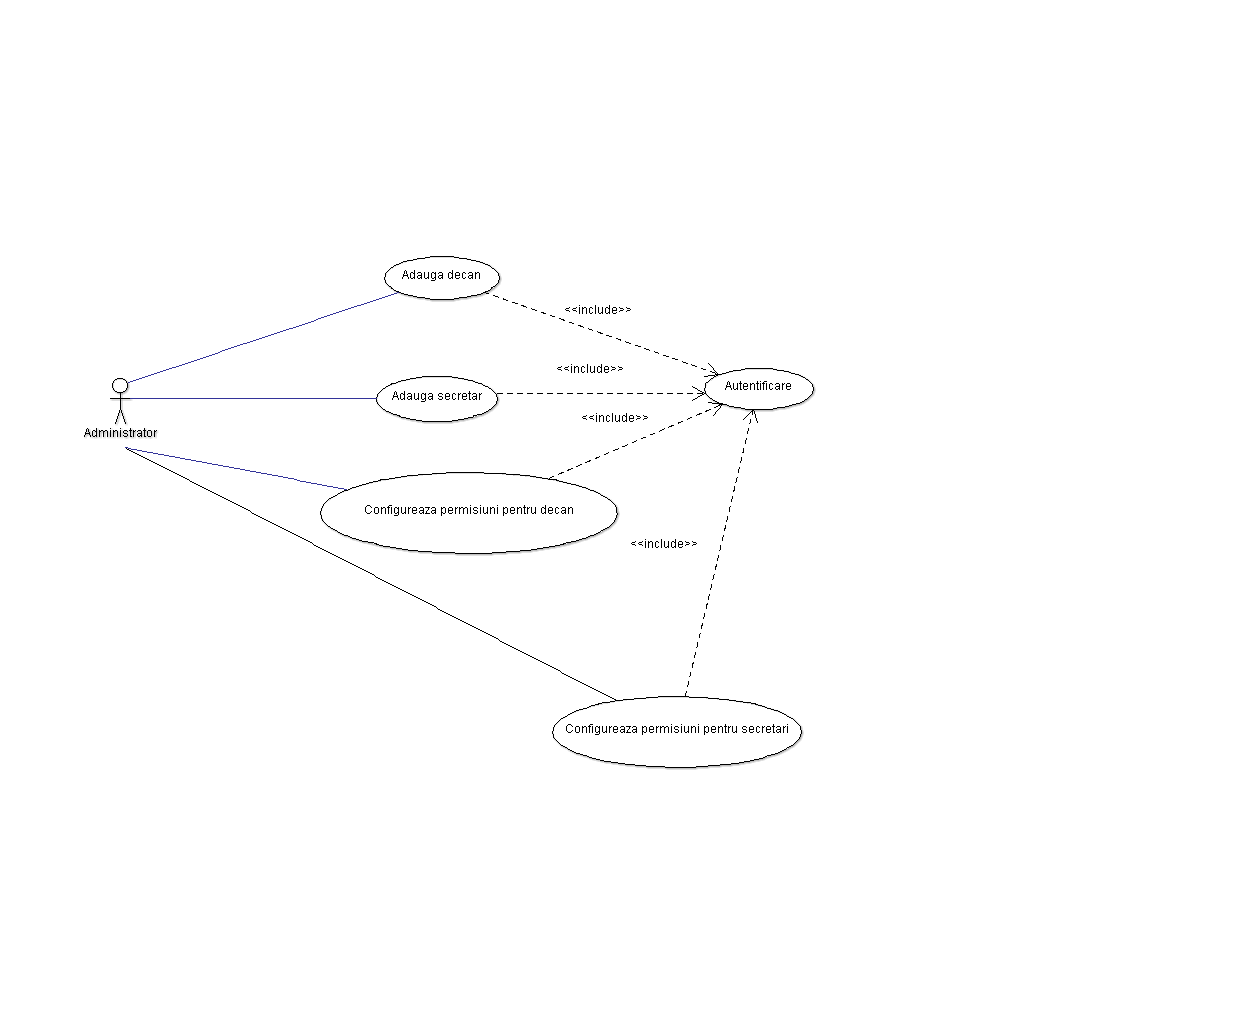 Adauga decan
<<include>>
<<include>>
Autentificare
Adauga secretar
<<include>>
Administrator
Configureaza permisiuni pentru decan
<<include>>
Configureaza permisiuni pentru secretari